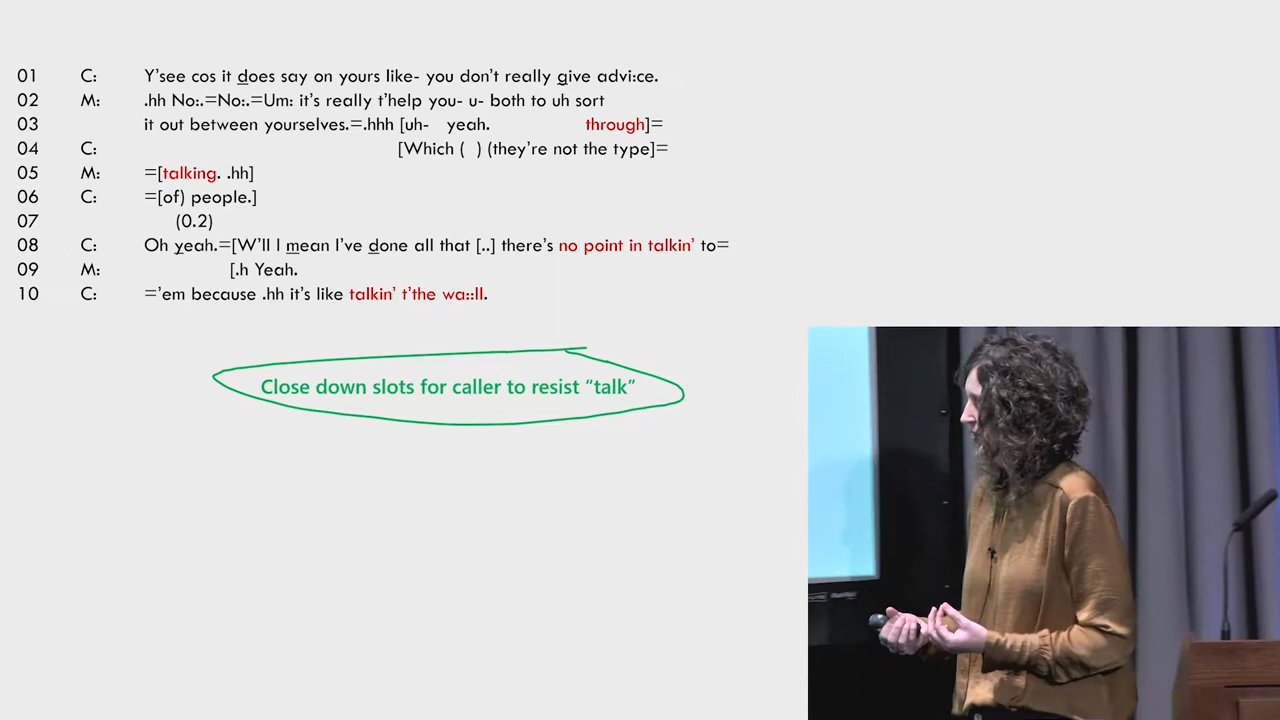 01 C: Y'see cos it does say on yours like- you don't really give advi:ce.
02 M: .hh No:.=No:.=Um: it's really t'help you- u- both to uh sort
03 it out between yourselves.=.hhh [uh- yeah. through]=
04 C: [Which ( ) (they're not the type]=
05 M: =[talking. .hh]
06 C: =[of) people.]
07 (0.2)
08 C: Oh yeah.=[W'll I mean I've done all that [..] there's no point in talkin' to=
09 M: [.h Yeah.
10 C: ='em because .hh it's like talkin' t'the wa::ll.
Close down slots for caller to resist “talk”